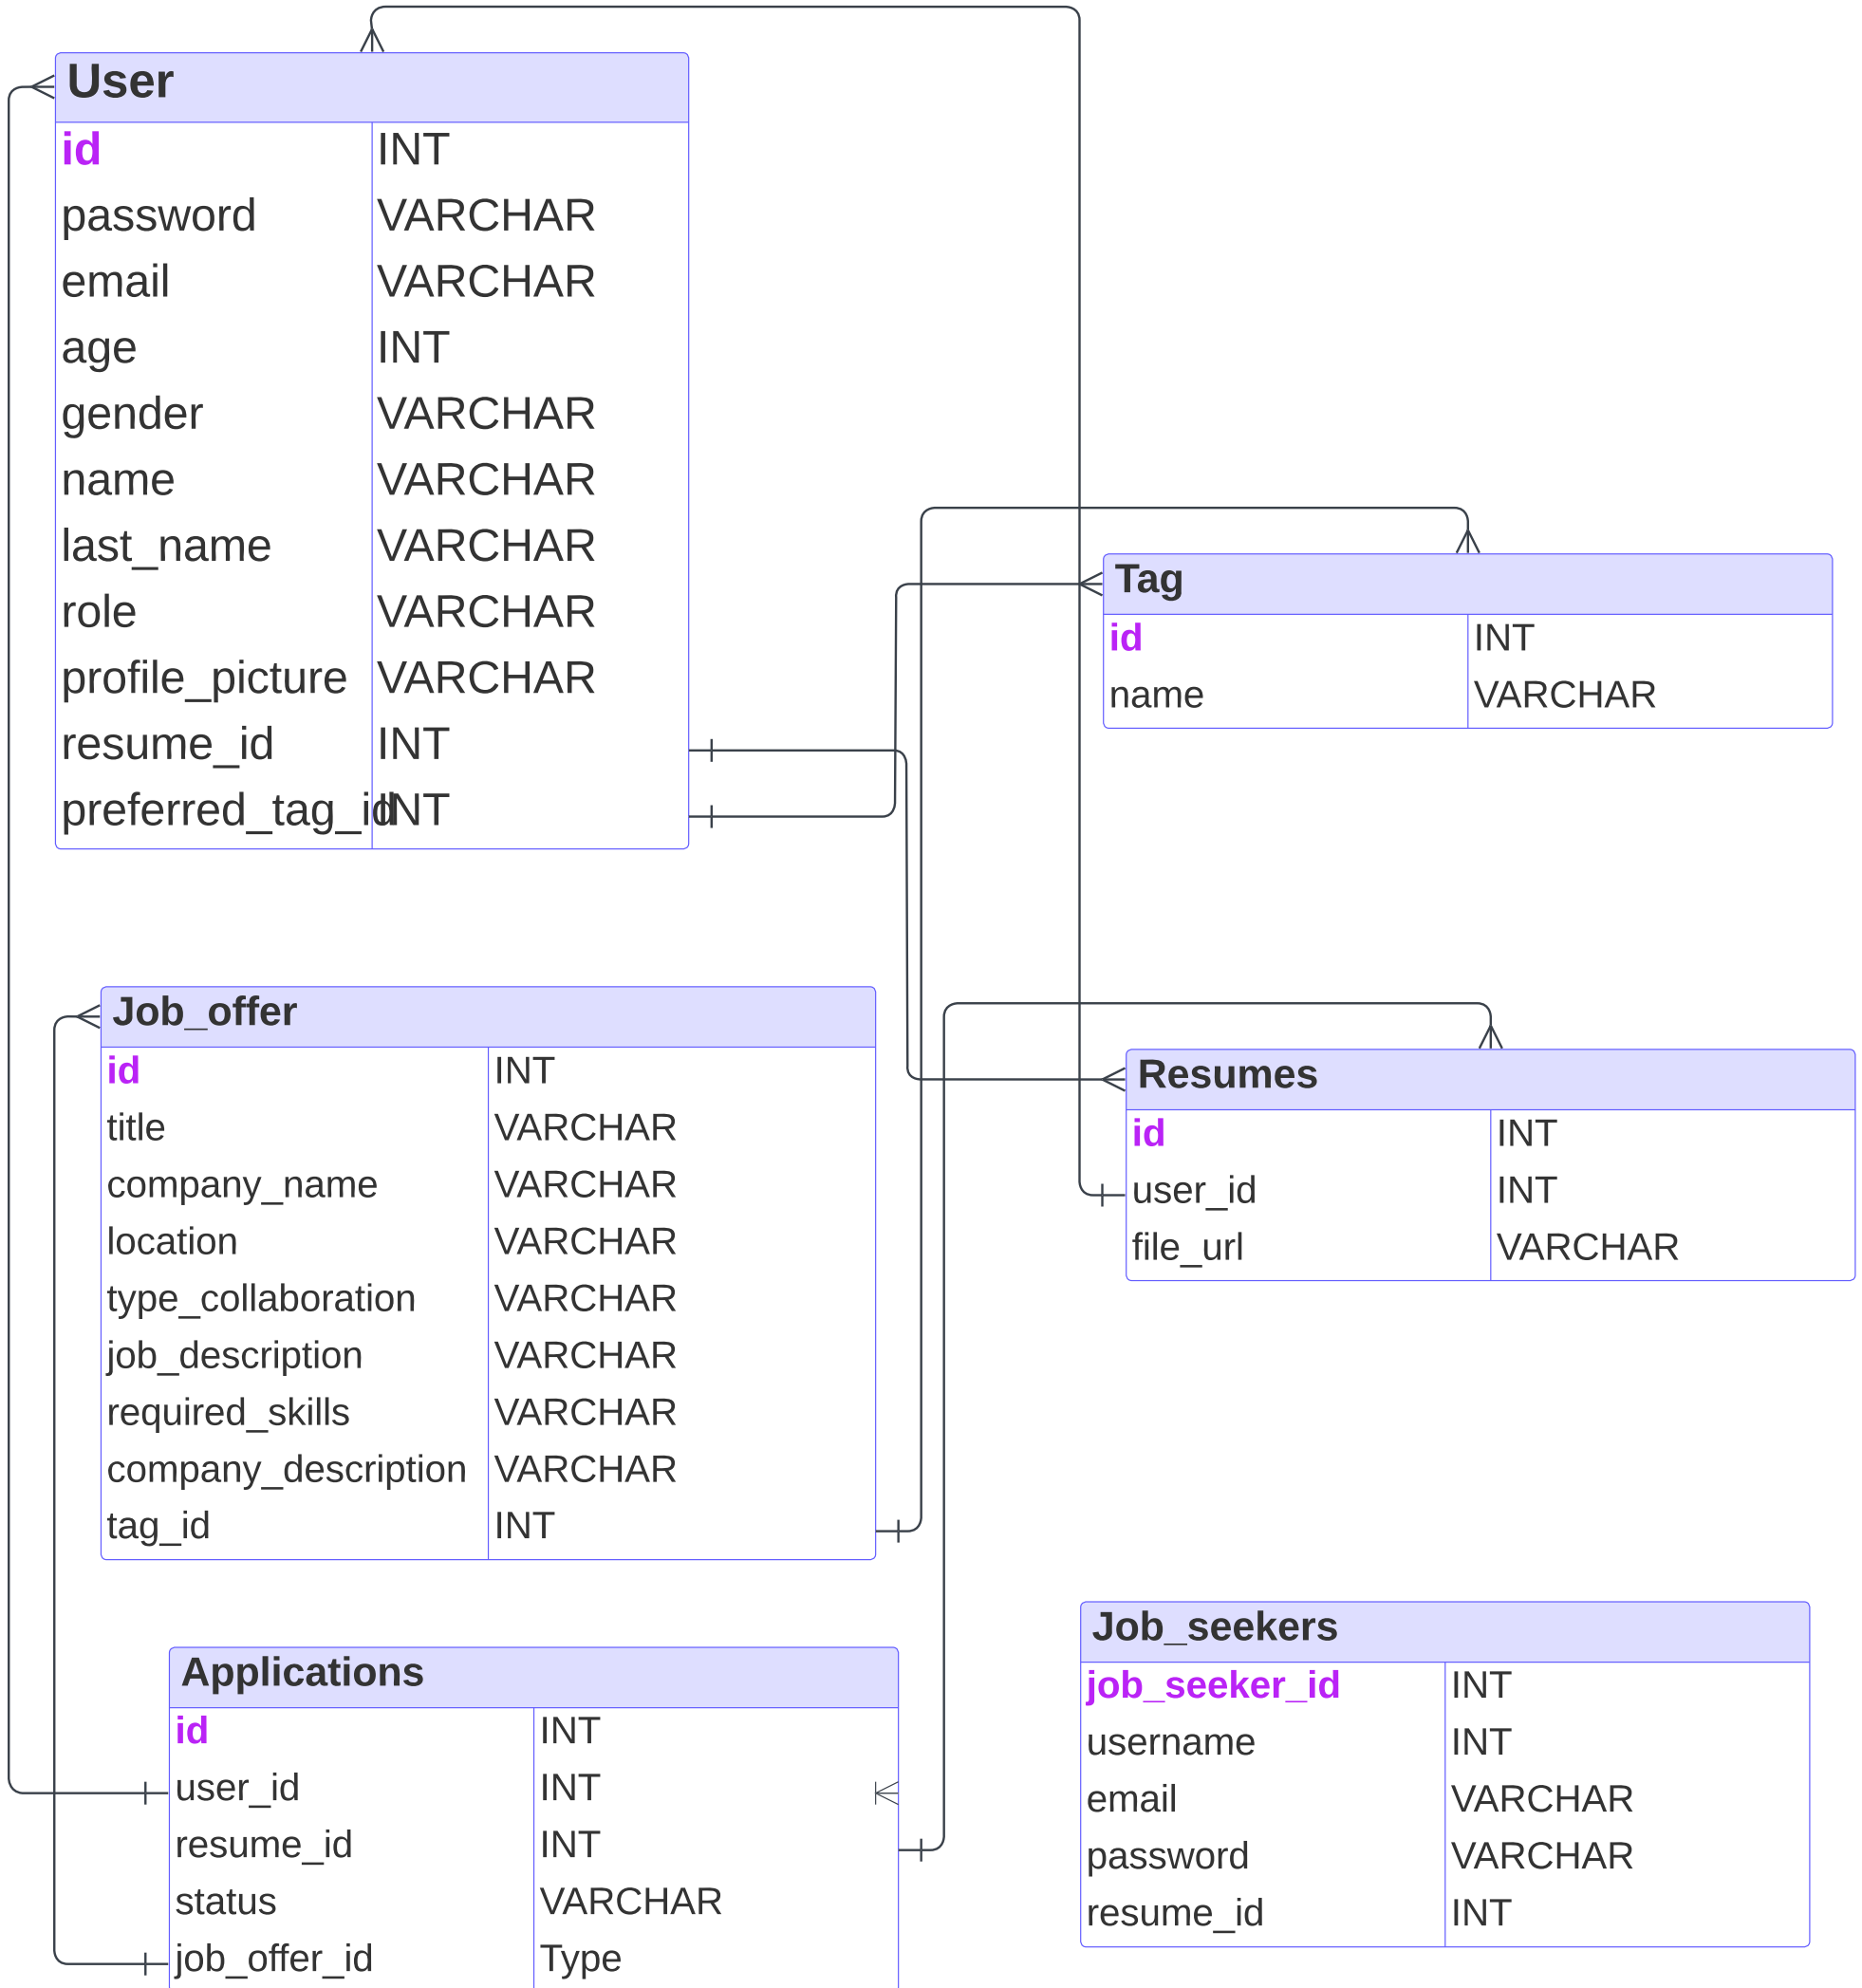 User
id INT
password VARCHAR
email VARCHAR
age INT
gender VARCHAR
name VARCHAR
last_name VARCHAR
role VARCHAR
profile_picture VARCHAR
resume_id INT
preferred_tag_id INT
Tag
id INT
name VARCHAR
Job_offer
id INT
title VARCHAR
company_name VARCHAR
location VARCHAR
type_collaboration VARCHAR
job_description VARCHAR
required_skills VARCHAR
company_description VARCHAR
tag_id INT
Resumes
id INT
user_id INT
file_url VARCHAR
Applications
id INT
user_id INT
resume_id INT
status VARCHAR
job_offer_id Type
Job_seekers
job_seeker_id INT
username INT
email VARCHAR
password VARCHAR
resume_id INT